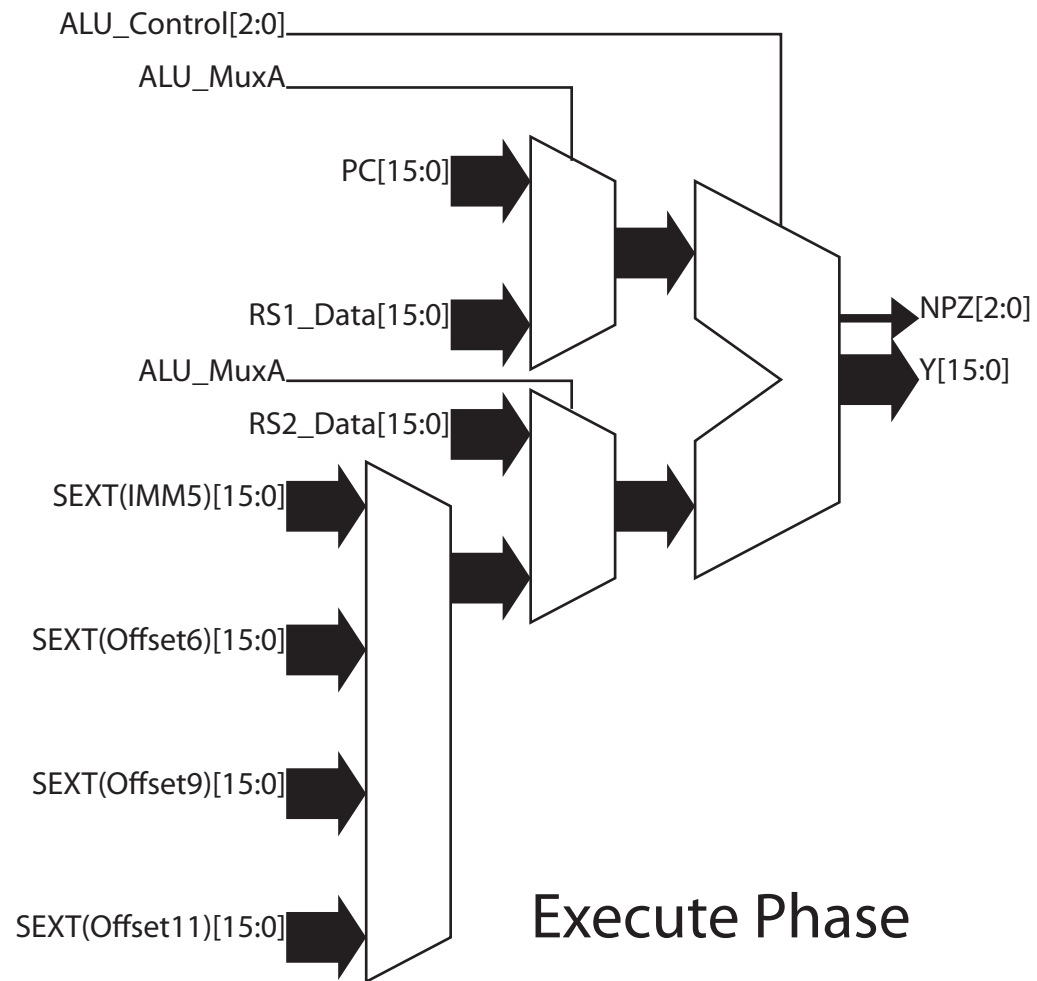 ALU_Control[2:0]
ALU_MuxA
PC[15:0]
RS1_Data[15:0]
NPZ[2:0]
ALU_MuxA
Y[15:0]
RS2_Data[15:0]
SEXT(IMM5)[15:0]
SEXT(Offset6)[15:0]
SEXT(Offset9)[15:0]
SEXT(Offset11)[15:0]
Execute Phase